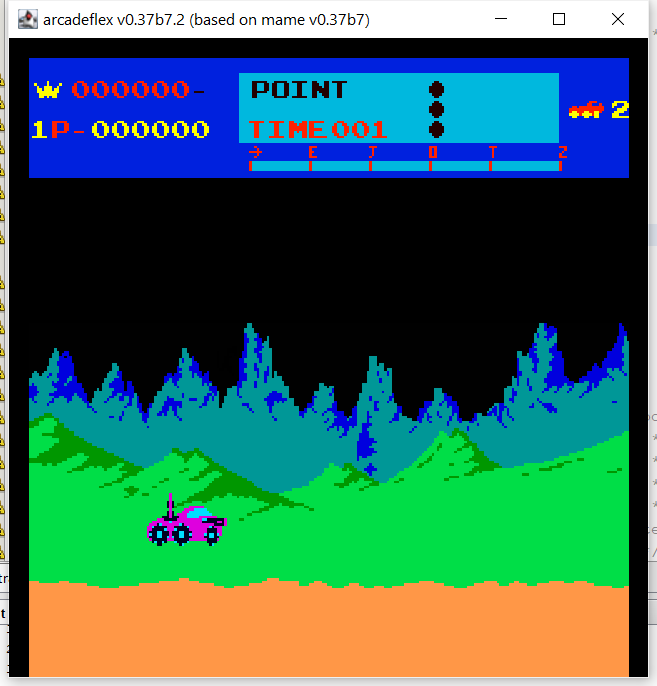 arcadeflex v0.37b7.2 (based on mame v0.37b7)
000000-
POINT
2
1P-000000
TIME001
E J O T Z